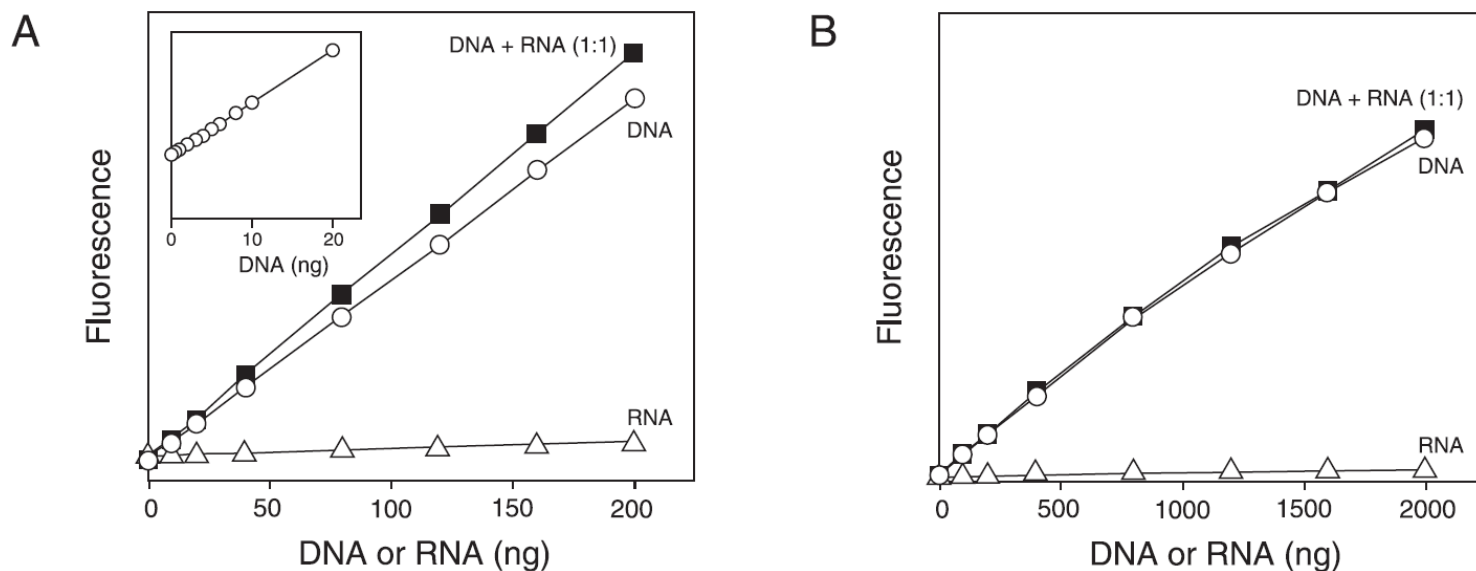 A
DNA + RNA (1:1)
DNA
RNA
0 10 20
DNA (ng)
Fluorescence
0 50 100 150 200
DNA or RNA (ng)
B
DNA + RNA (1:1)
DNA
RNA
Fluorescence
0 500 1000 1500 2000
DNA or RNA (ng)